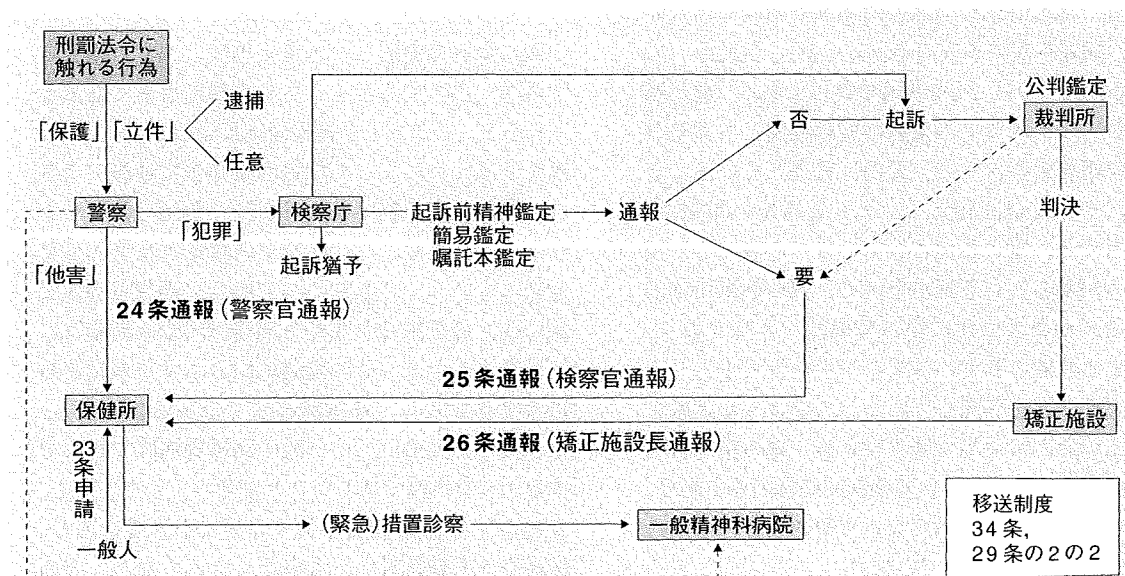 刑罰法令に
触れる行為
「保護」
「立件」
逮捕
任意
公判鑑定
否
起訴
裁判所
警察
「犯罪」
検察庁
起訴前精神鑑定
簡易鑑定
嘱託本鑑定
通報
判決
起訴猶予
「他害」
要
24条通報(警察官通報)
25条通報(検察官通報)
保健所
矯正施設
26条通報(矯正施設長通報)
23条申請
一般人
(緊急)措置診察
一般精神科病院
移送制度
34条,
29条の2の2